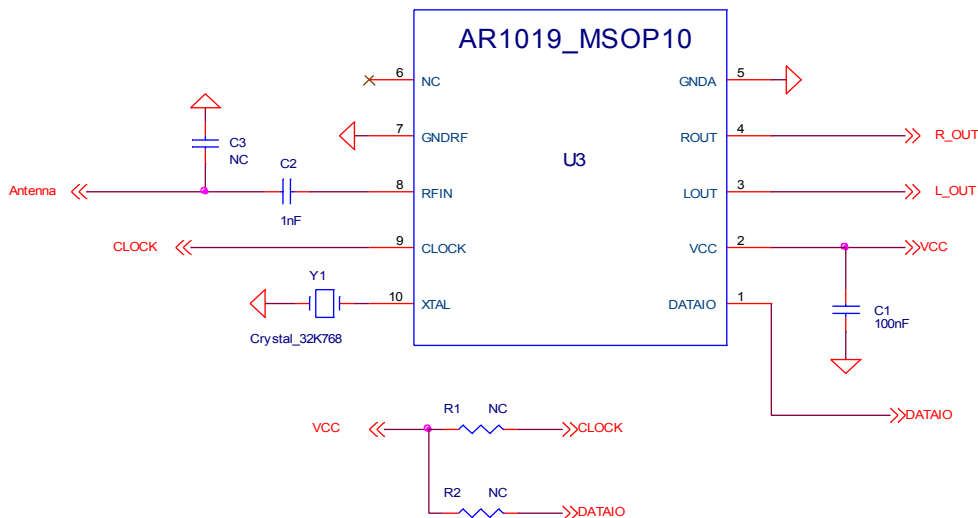 AR1019_MSOP10
6 NC
GNDA 5
7 GNDRF
ROUT 4
R_OUT
C3
NC
C2
U3
Antenna
8 RFIN
LOUT 3
L_OUT
1nF
CLOCK
9 CLOCK
VCC 2
VCC
Y1
10 XTAL
DATAIO 1
C1
100nF
Crystal_32K768
R1 NC
DATAIO
VCC
CLOCK
R2 NC
DATAIO